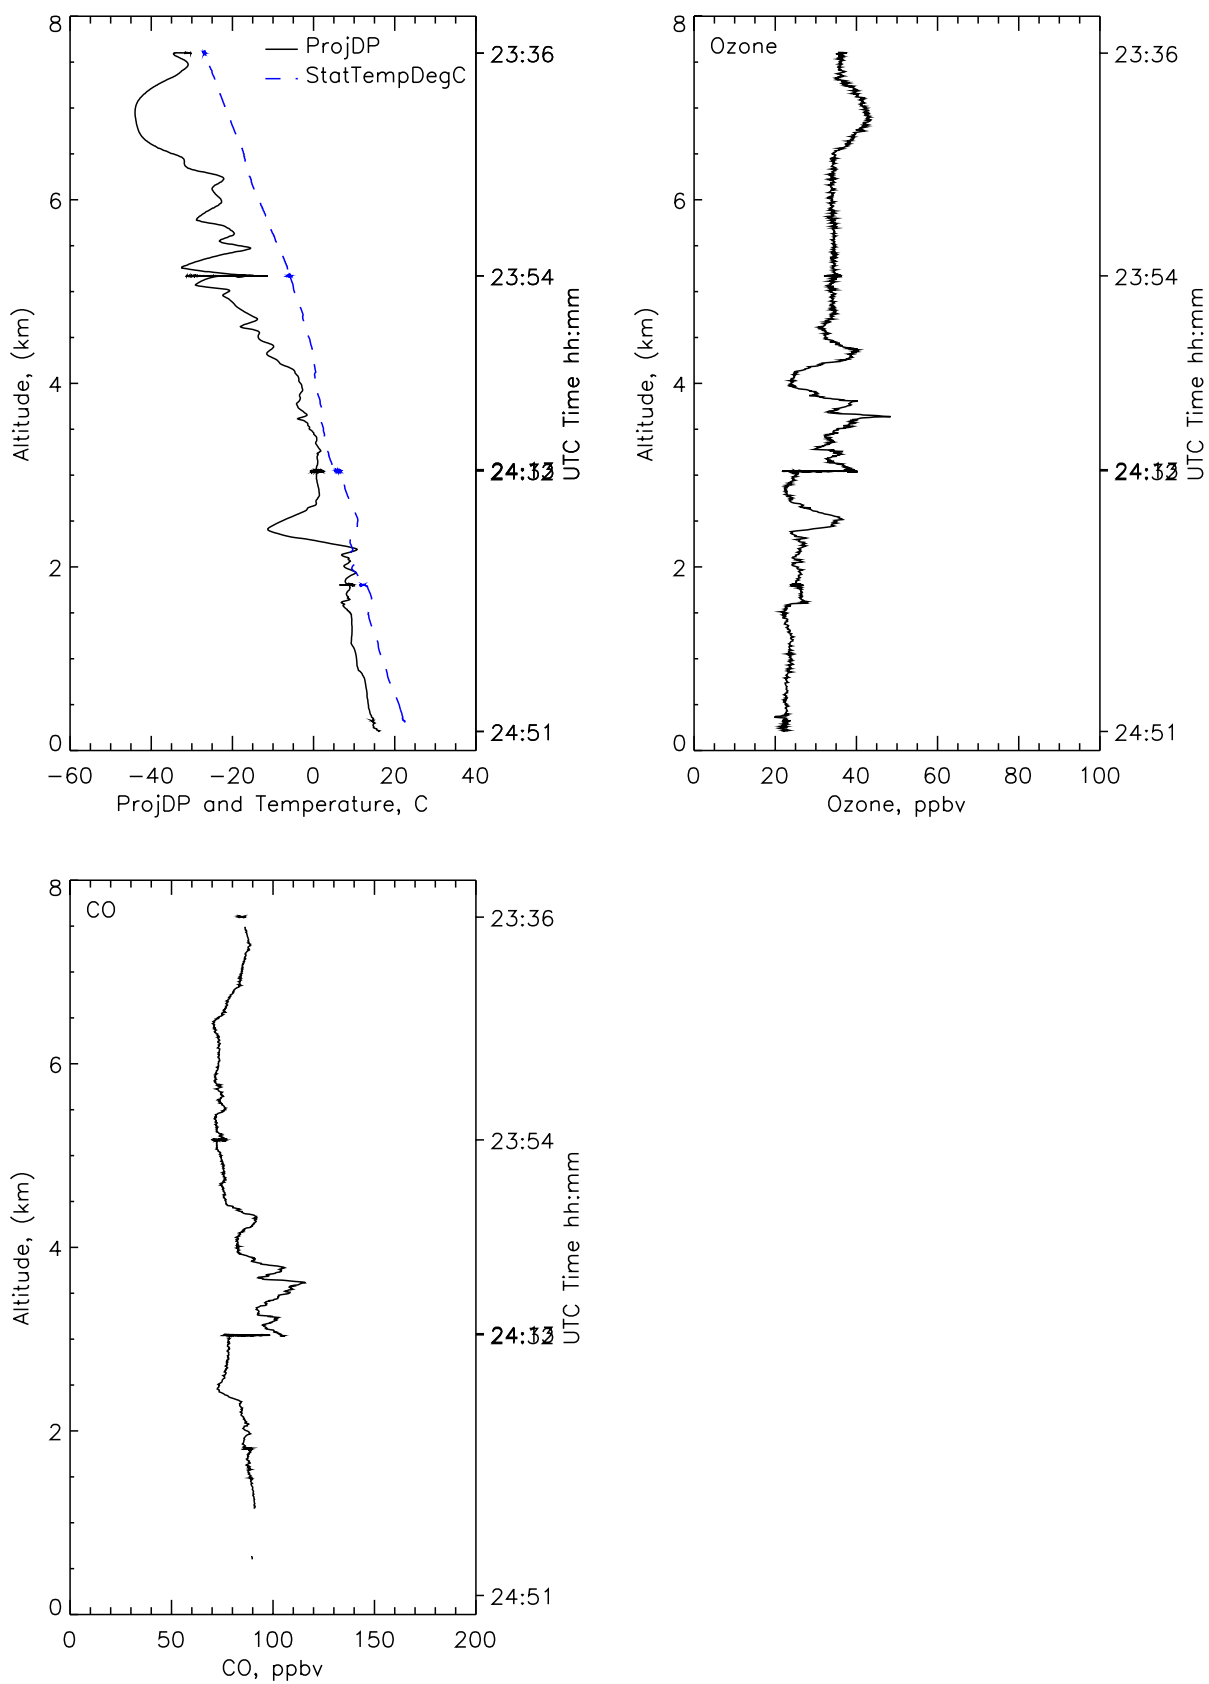 8
6
4
2
0
−60 −40 −20 0 20 40
ProjDP and Temperature, C
Altitude, (km)
ProjDP
StatTempDegC
23:36
23:54
24:51
UTC Time hh:mm
8
6
4
2
0
0 20 40 60 80 100
Ozone, ppbv
Altitude, (km)
Ozone
23:36
23:54
24:51
UTC Time hh:mm
8
6
4
2
0
0 50 100 150 200
CO, ppbv
Altitude, (km)
CO
23:36
23:54
24:51
UTC Time hh:mm